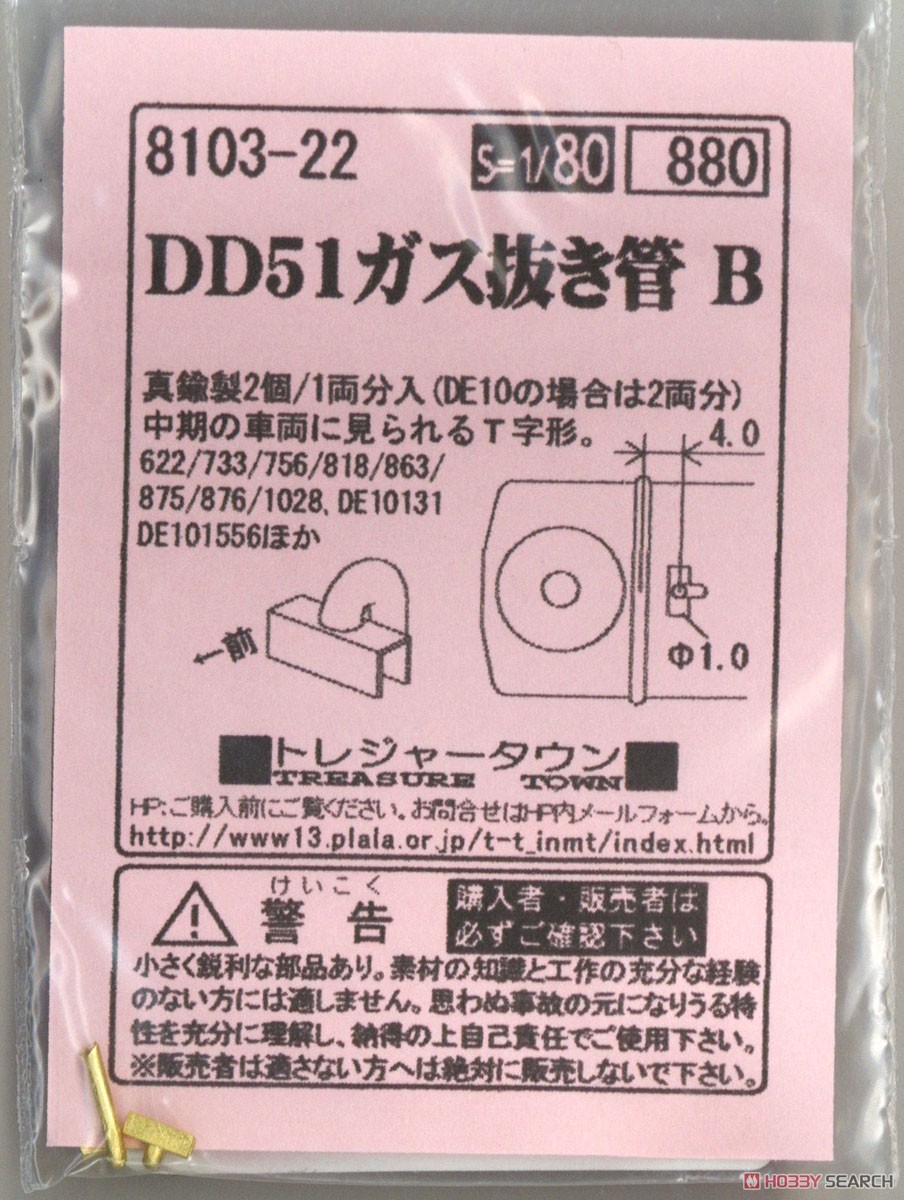 8103-22 S=1/80 880
DD51ガス抜き管 B
真鍮製2個/1両分入(DE10の場合は2両分)
中期の車両に見られるT字形。
622/733/756/818/863/
875/876/1028、DE10131
DE101556ほか
4.0
←前
Φ1.0
トレジャータウン
TREASURE TOWN
HP:ご購入前にご覧ください。お問合せはHP内メールフォームから。
http://www13.plala.or.jp/t-t_inmt/index.html
けいこく
警告
購入者・販売者は
必ずご確認下さい
小さく鋭利な部品あり。素材の知識と工作の充分な経験
のない方には適しません。思わぬ事故の元になりうる特
性を充分に理解し、納得の上自己責任でご使用下さい。
※販売者は適さない方へは絶対に販売しないで下さい。
HOBBY SEARCH